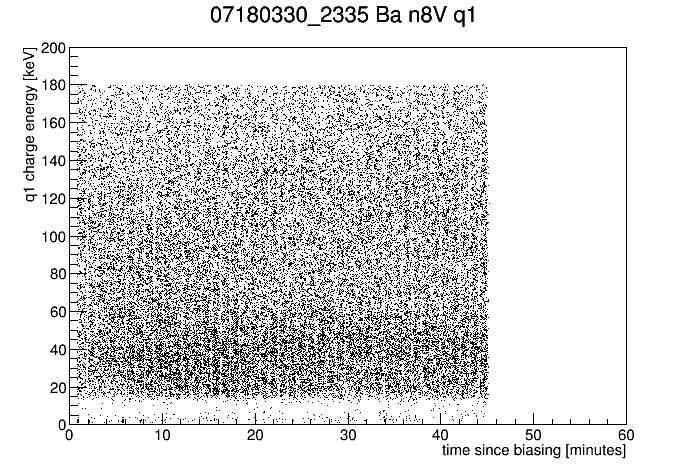 07180330_2335 Ba n8V q1
q1 charge energy [keV]
200
180
160
140
120
100
80
60
40
20
0
0 10 20 30 40 50 60
time since biasing [minutes]